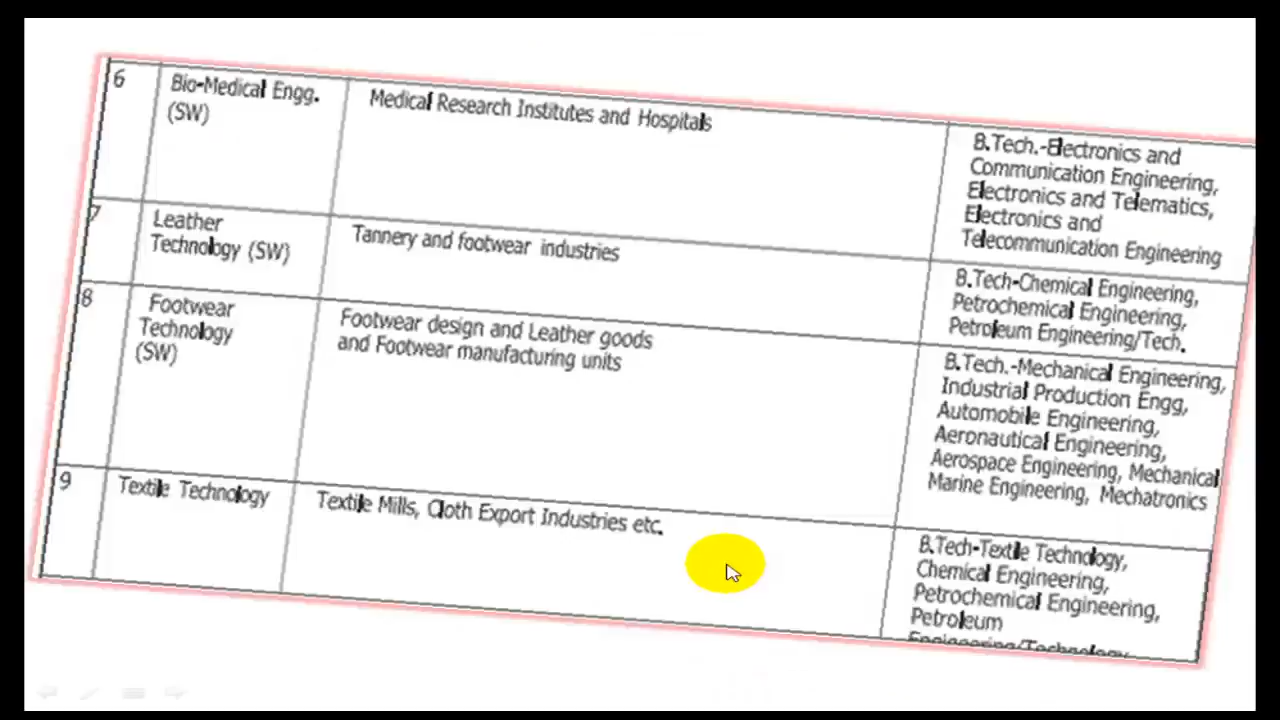 6
Bio-Medical Engg.
(SW)
Medical Research Institutes and Hospitals
B.Tech.-Electronics and
Communication Engineering,
Electronics and Telematics,
Electronics and
Telecommunication Engineering
7
Leather
Technology (SW)
Tannery and footwear industries
B.Tech-Chemical Engineering,
Petrochemical Engineering,
Petroleum Engineering/Tech.
8
Footwear
Technology
(SW)
Footwear design and Leather goods
and Footwear manufacturing units
B.Tech.-Mechanical Engineering,
Industrial Production Engg,
Automobile Engineering,
Aeronautical Engineering,
Aerospace Engineering, Mechanical
Marine Engineering, Mechatronics
9
Textile Technology
Textile Mills, Cloth Export Industries etc.
B.Tech-Textile Technology,
Chemical Engineering,
Petrochemical Engineering,
Petroleum
Engineering/Technology